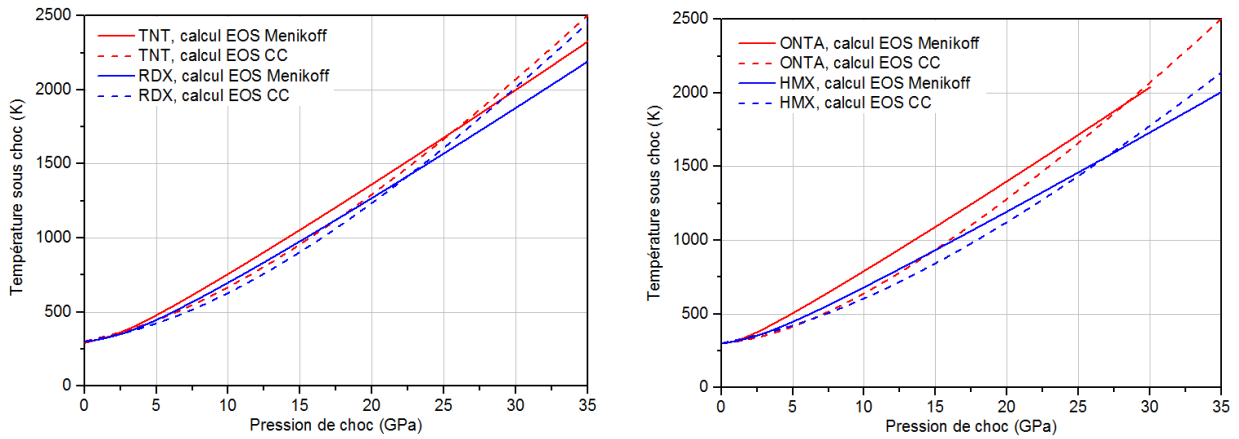 2500
2000
1500
1000
500
0
Température sous choc (K)
TNT, calcul EOS Menikoff
TNT, calcul EOS CC
RDX, calcul EOS Menikoff
RDX, calcul EOS CC
0 5 10 15 20 25 30 35
Pression de choc (GPa)
2500
2000
1500
1000
500
0
Température sous choc (K)
ONTA, calcul EOS Menikoff
ONTA, calcul EOS CC
HMX, calcul EOS Menikoff
HMX, calcul EOS CC
0 5 10 15 20 25 30 35
Pression de choc (GPa)